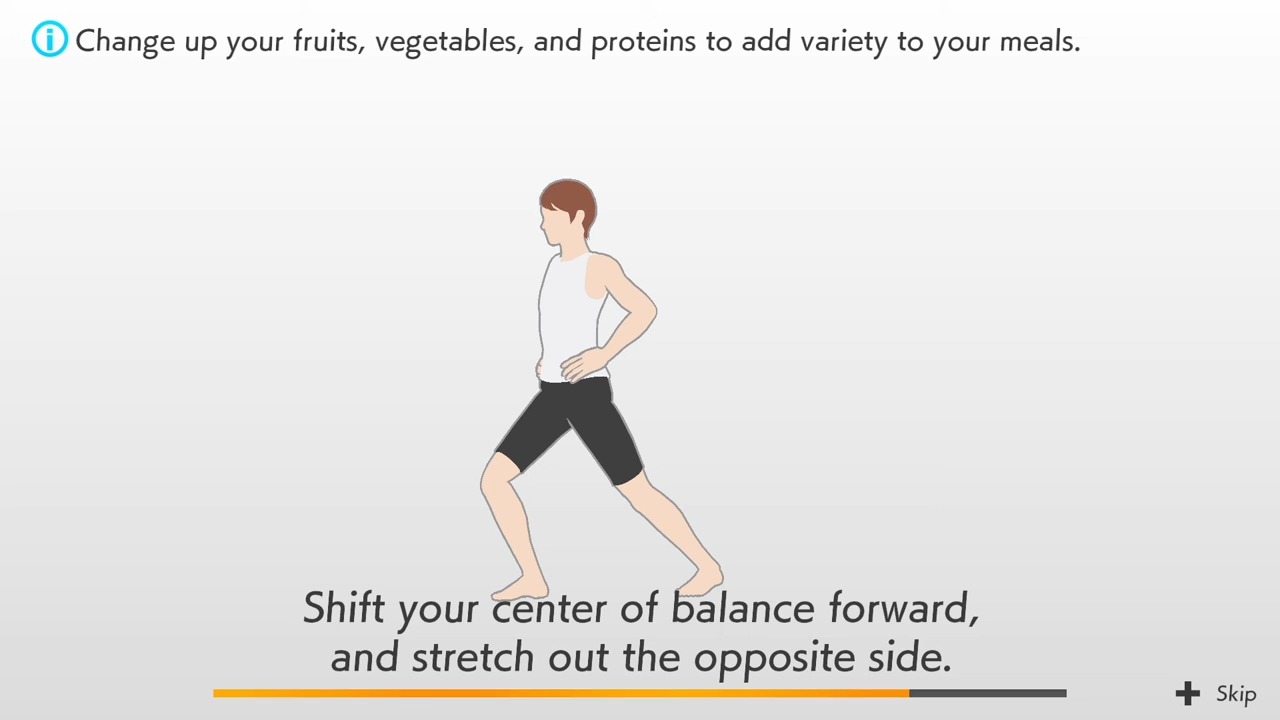 Change up your fruits, vegetables, and proteins to add variety to your meals.
Shift your center of balance forward,
and stretch out the opposite side.
Skip